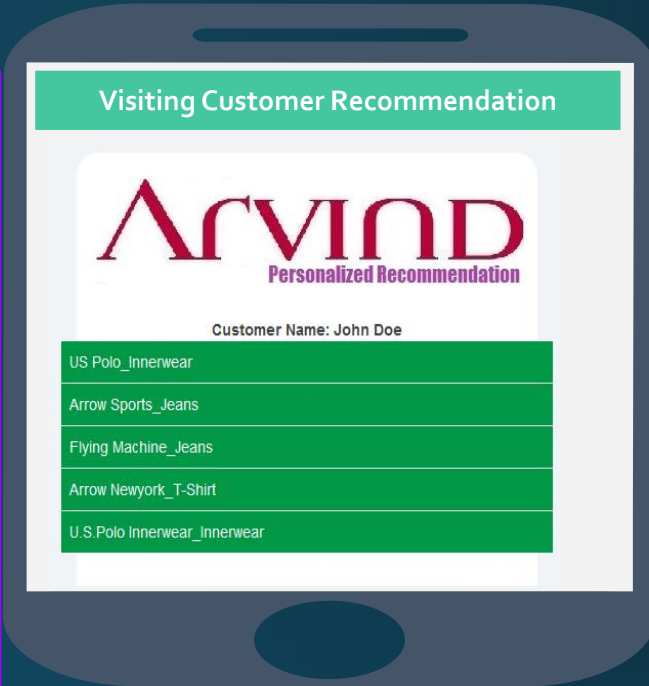 Visiting Customer Recommendation
ARVIND
Personalized Recommendation
Customer Name: John Doe
US Polo_Innerwear
Arrow Sports_Jeans
Flying Machine_Jeans
Arrow Newyork_T-Shirt
U.S.Polo Innerwear_Innerwear